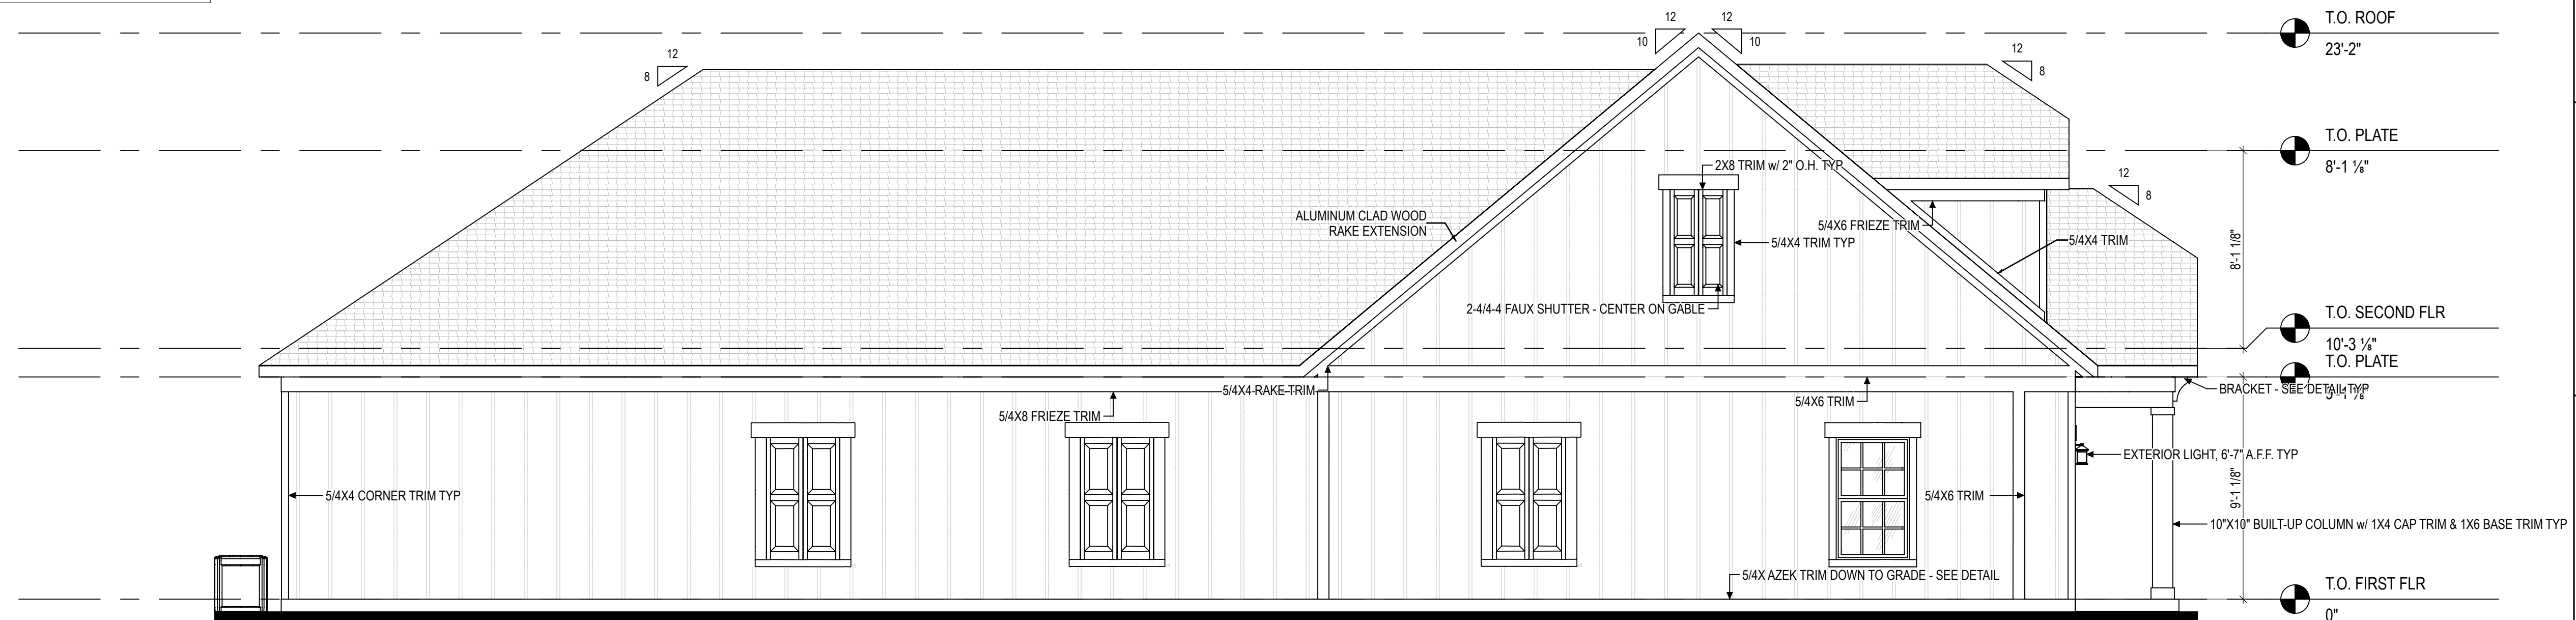 12
12
10
10
T.O. ROOF
23'-2"
12
8
12
8
T.O. PLATE
8'-1 ⅛"
2X8 TRIM w/ 2" O.H. TYP
12
8
ALUMINUM CLAD WOOD
RAKE EXTENSION
5/4X6 FRIEZE TRIM
5/4X4 TRIM TYP
5/4X4 TRIM
8'-1 1/8"
2-4/4-4 FAUX SHUTTER - CENTER ON GABLE
T.O. SECOND FLR
10'-3 ⅛"
T.O. PLATE
9'-1 ⅛"
5/4X4 RAKE TRIM
BRACKET - SEE DETAIL TYP
5/4X8 FRIEZE TRIM
5/4X6 TRIM
EXTERIOR LIGHT, 6'-7" A.F.F. TYP
5/4X4 CORNER TRIM TYP
5/4X6 TRIM
9'-1 1/8"
10"X10" BUILT-UP COLUMN w/ 1X4 CAP TRIM & 1X6 BASE TRIM TYP
5/4X AZEK TRIM DOWN TO GRADE - SEE DETAIL
T.O. FIRST FLR
0"